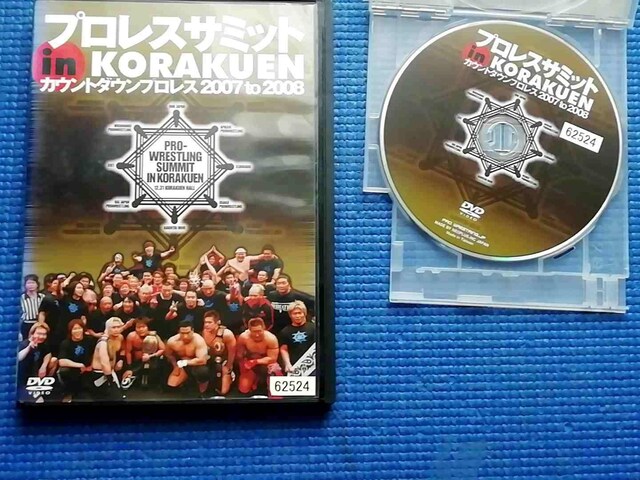 プロレスサミット
in KORAKUEN
カウントダウンプロレス 2007 to 2008
PRO-
WRESTLING
SUMMIT
IN KORAKUEN
12.31 KORAKUEN HALL
DVD
VIDEO
62524
プロレスサミット
in KORAKUEN
カウントダウンプロレス 2007 to 2008
62524
DVD
VIDEO